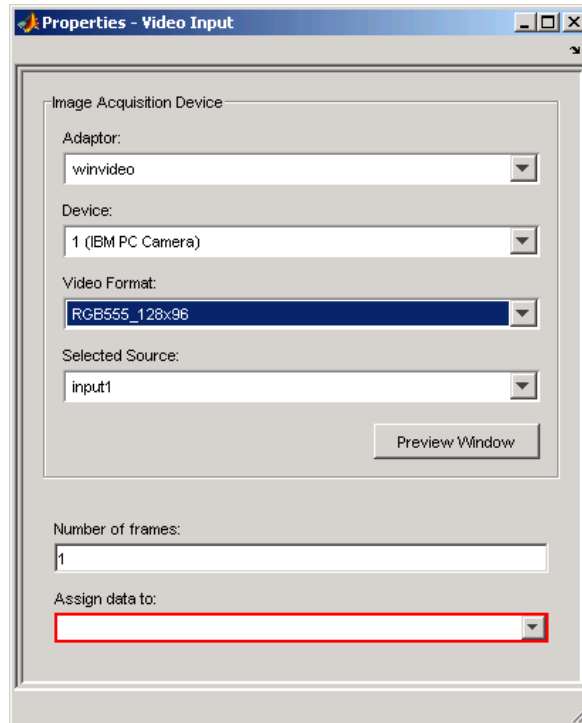 Properties - Video Input
Image Acquisition Device
Adaptor:
winvideo
Device:
1 (IBM PC Camera)
Video Format:
RGB555_128x96
Selected Source:
input1
Preview Window
Number of frames:
1
Assign data to: